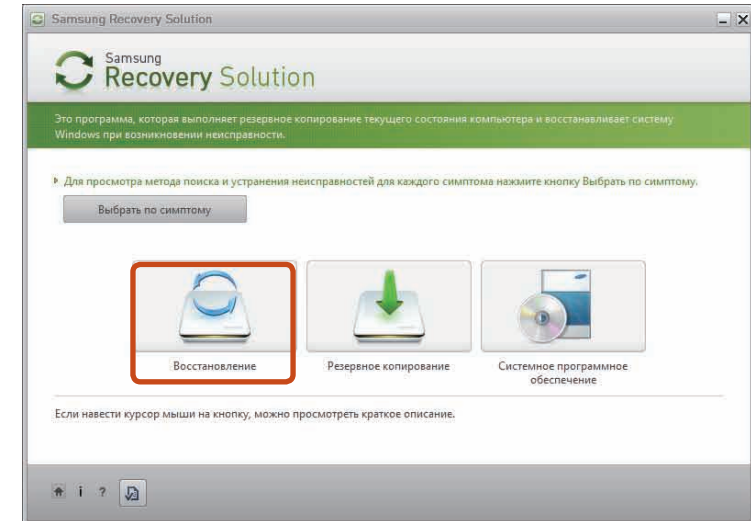 Samsung Recovery Solution
Samsung
Recovery Solution
Это программа, которая выполняет резервное копирование текущего состояния компьютера и восстанавливает систему
Windows при возникновении неисправности.
Для просмотра метода поиска и устранения неисправностей для каждого симптома нажмите кнопку Выбрать по симптому.
Выбрать по симптому
Восстановление
Резервное копирование
Системное программное
обеспечение
Если навести курсор мыши на кнопку, можно просмотреть краткое описание.
i ?